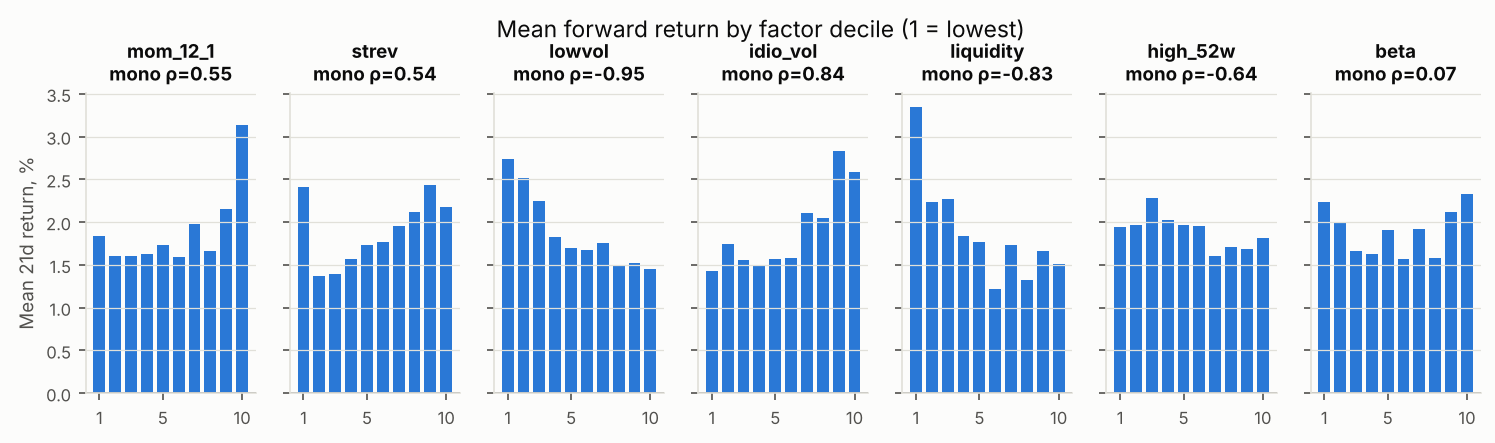 Mean forward return by factor decile (1 = lowest)
mom_12_1
mono ρ=0.55
strev
mono ρ=0.54
lowvol
mono ρ=-0.95
idio_vol
mono ρ=0.84
liquidity
mono ρ=-0.83
high_52w
mono ρ=-0.64
beta
mono ρ=0.07
Mean 21d return, %
3.5
3.0
2.5
2.0
1.5
1.0
0.5
0.0
1 5 10
1 5 10
1 5 10
1 5 10
1 5 10
1 5 10
1 5 10